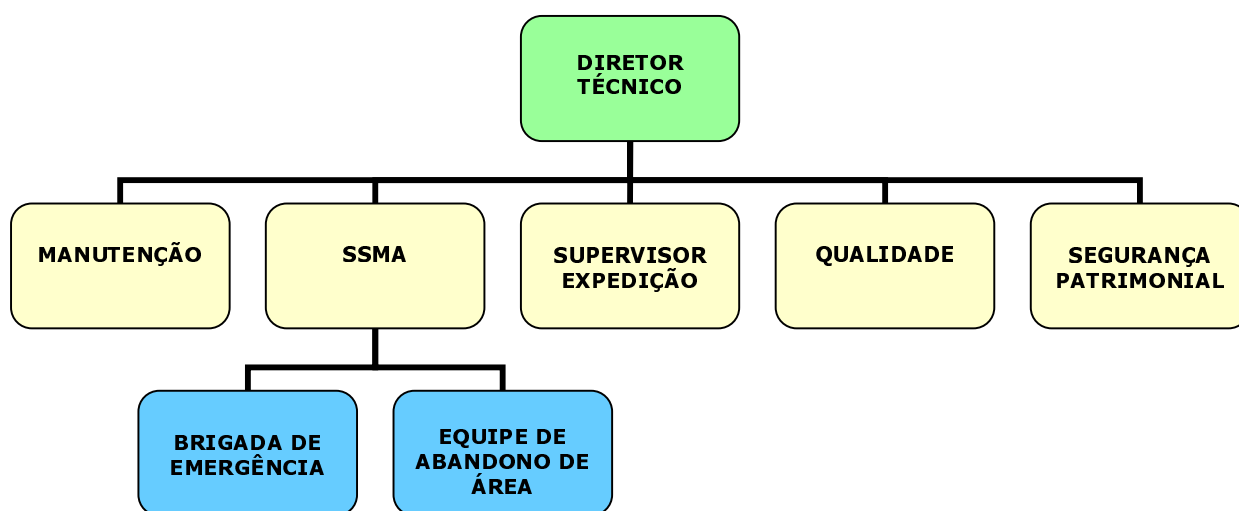 DIRETOR
TÉCNICO
MANUTENÇÃO
SSMA
SUPERVISOR
EXPEDIÇÃO
QUALIDADE
SEGURANÇA
PATRIMONIAL
BRIGADA DE
EMERGÊNCIA
EQUIPE DE
ABANDONO DE
ÁREA